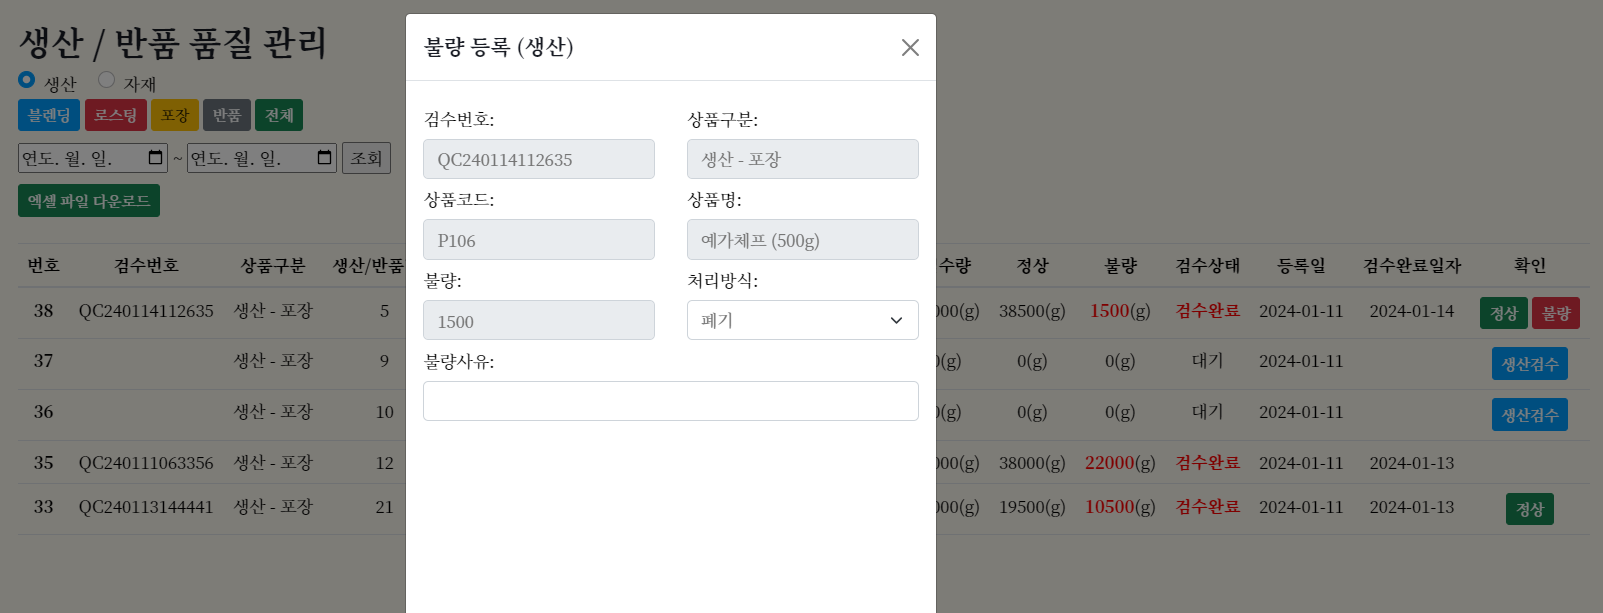 생산 / 반품 품질 관리
생산 자재
블렌딩 로스팅 포장 반품 전체
연도. 월. 일. ~ 연도. 월. 일. 조회
엑셀 파일 다운로드
번호 검수번호 상품구분 생산/반품 수량 정상 불량 검수상태 등록일 검수완료일자 확인
38 QC240114112635 생산 - 포장 5 000(g) 38500(g) 1500(g) 검수완료 2024-01-11 2024-01-14 정상 불량
37 생산 - 포장 9 (g) 0(g) 0(g) 대기 2024-01-11 생산검수
36 생산 - 포장 10 (g) 0(g) 0(g) 대기 2024-01-11 생산검수
35 QC240111063356 생산 - 포장 12 000(g) 38000(g) 22000(g) 검수완료 2024-01-11 2024-01-13
33 QC240113144441 생산 - 포장 21 000(g) 19500(g) 10500(g) 검수완료 2024-01-11 2024-01-13 정상
불량 등록 (생산)
검수번호: 상품구분:
QC240114112635 생산 - 포장
상품코드: 상품명:
P106 예가체프 (500g)
불량: 처리방식:
1500 폐기
불량사유: